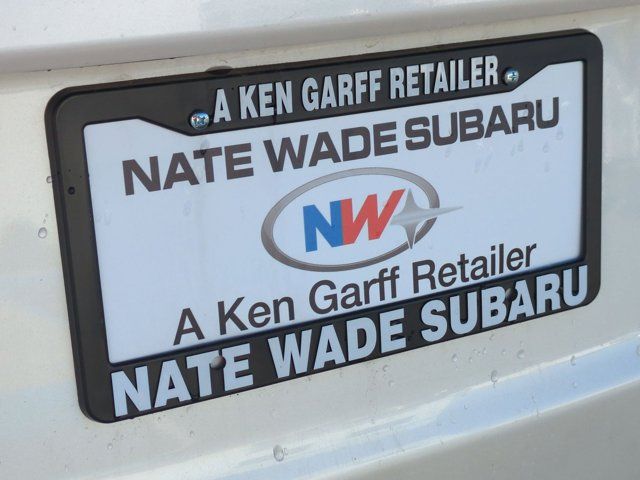 A KEN GARFF RETAILER
NATE WADE SUBARU
NW
A Ken Garff Retailer
NATE WADE SUBARU